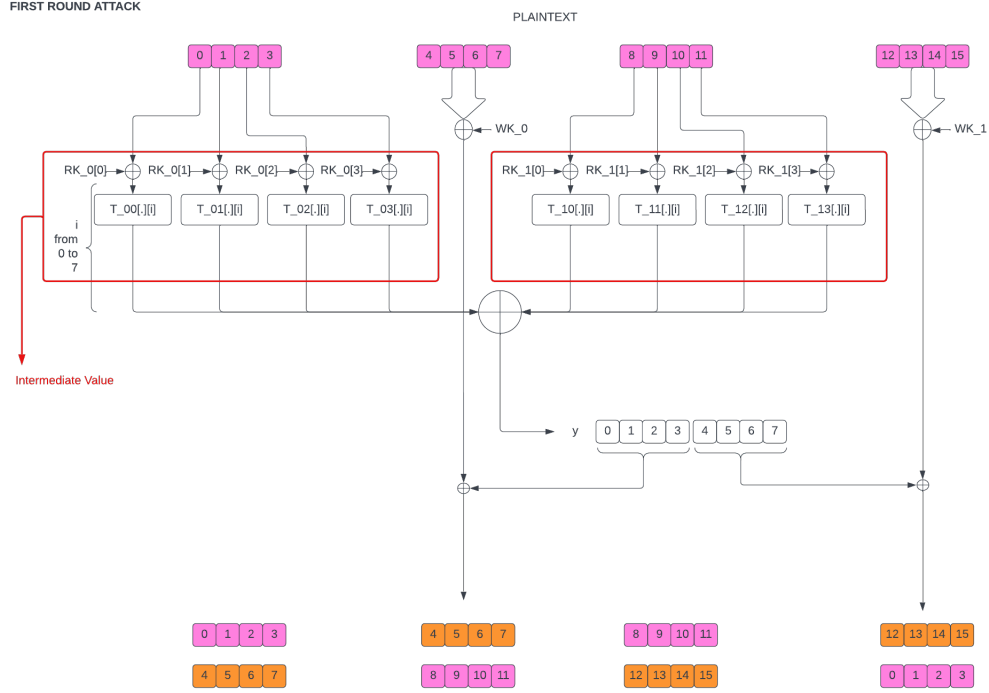 FIRST ROUND ATTACK
PLAINTEXT
0 1 2 3 4 5 6 7 8 9 10 11 12 13 14 15
WK_0 WK_1
RK_0[0] RK_0[1] RK_0[2] RK_0[3] RK_1[0] RK_1[1] RK_1[2] RK_1[3]
T_00[.][i] T_01[.][i] T_02[.][i] T_03[.][i] T_10[.][i] T_11[.][i] T_12[.][i] T_13[.][i]
i
from
0 to
7
Intermediate Value
y 0 1 2 3 4 5 6 7
0 1 2 3 4 5 6 7 8 9 10 11 12 13 14 15
4 5 6 7 8 9 10 11 12 13 14 15 0 1 2 3